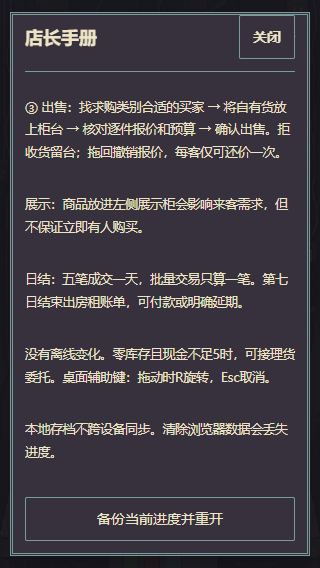 店长手册
关闭
③ 出售：找求购类别合适的买家 → 将自有货放
上柜台 → 核对逐件报价和预算 → 确认出售。拒
收货留台；拖回撤销报价，每客仅可还价一次。
展示：商品放进左侧展示柜会影响来客需求，但
不保证立即有人购买。
日结：五笔成交一天，批量交易只算一笔。第七
日结束出房租账单，可付款或明确延期。
没有离线变化。零库存且现金不足5时，可接理货
委托。桌面辅助键：拖动时R旋转，Esc取消。
本地存档不跨设备同步。清除浏览器数据会丢失
进度。
备份当前进度并重开